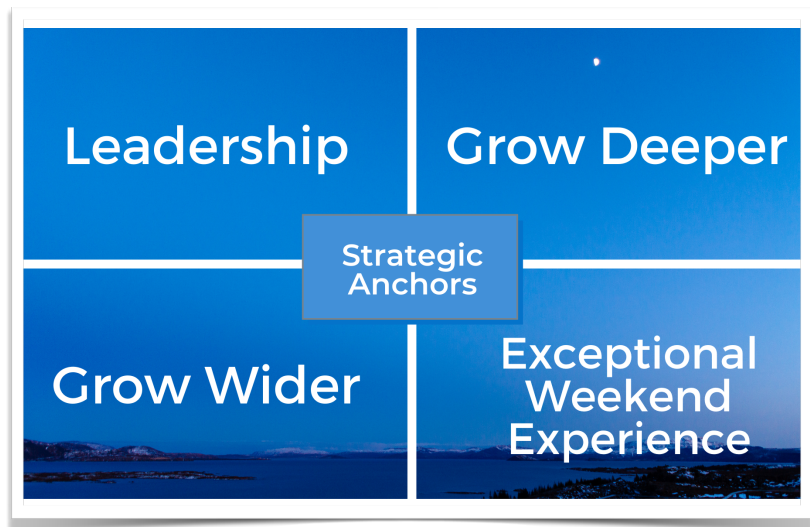 Leadership
Grow Deeper
Strategic
Anchors
Grow Wider
Exceptional
Weekend
Experience